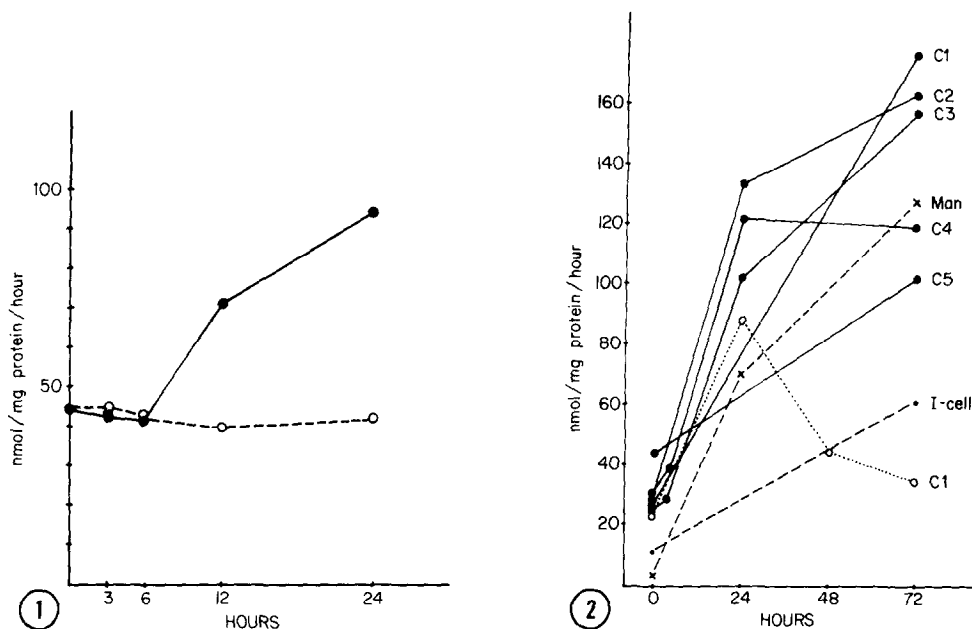 100
50
nmol/mg protein/hour
3 6 12 24
HOURS
1
160
140
120
100
80
60
40
20
nmol/mg protein/hour
C1
C2
C3
Man
C4
C5
I-cell
C1
0 24 48 72
HOURS
2